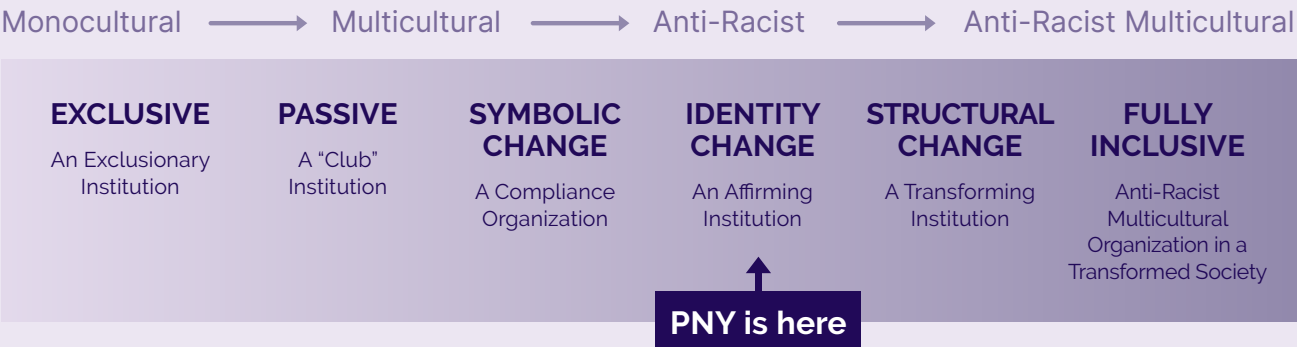 Monocultural → Multicultural → Anti-Racist → Anti-Racist Multicultural
EXCLUSIVE
An Exclusionary
Institution
PASSIVE
A “Club”
Institution
SYMBOLIC
CHANGE
A Compliance
Organization
IDENTITY
CHANGE
An Affirming
Institution
STRUCTURAL
CHANGE
A Transforming
Institution
FULLY
INCLUSIVE
Anti-Racist
Multicultural
Organization in a
Transformed Society
PNY is here